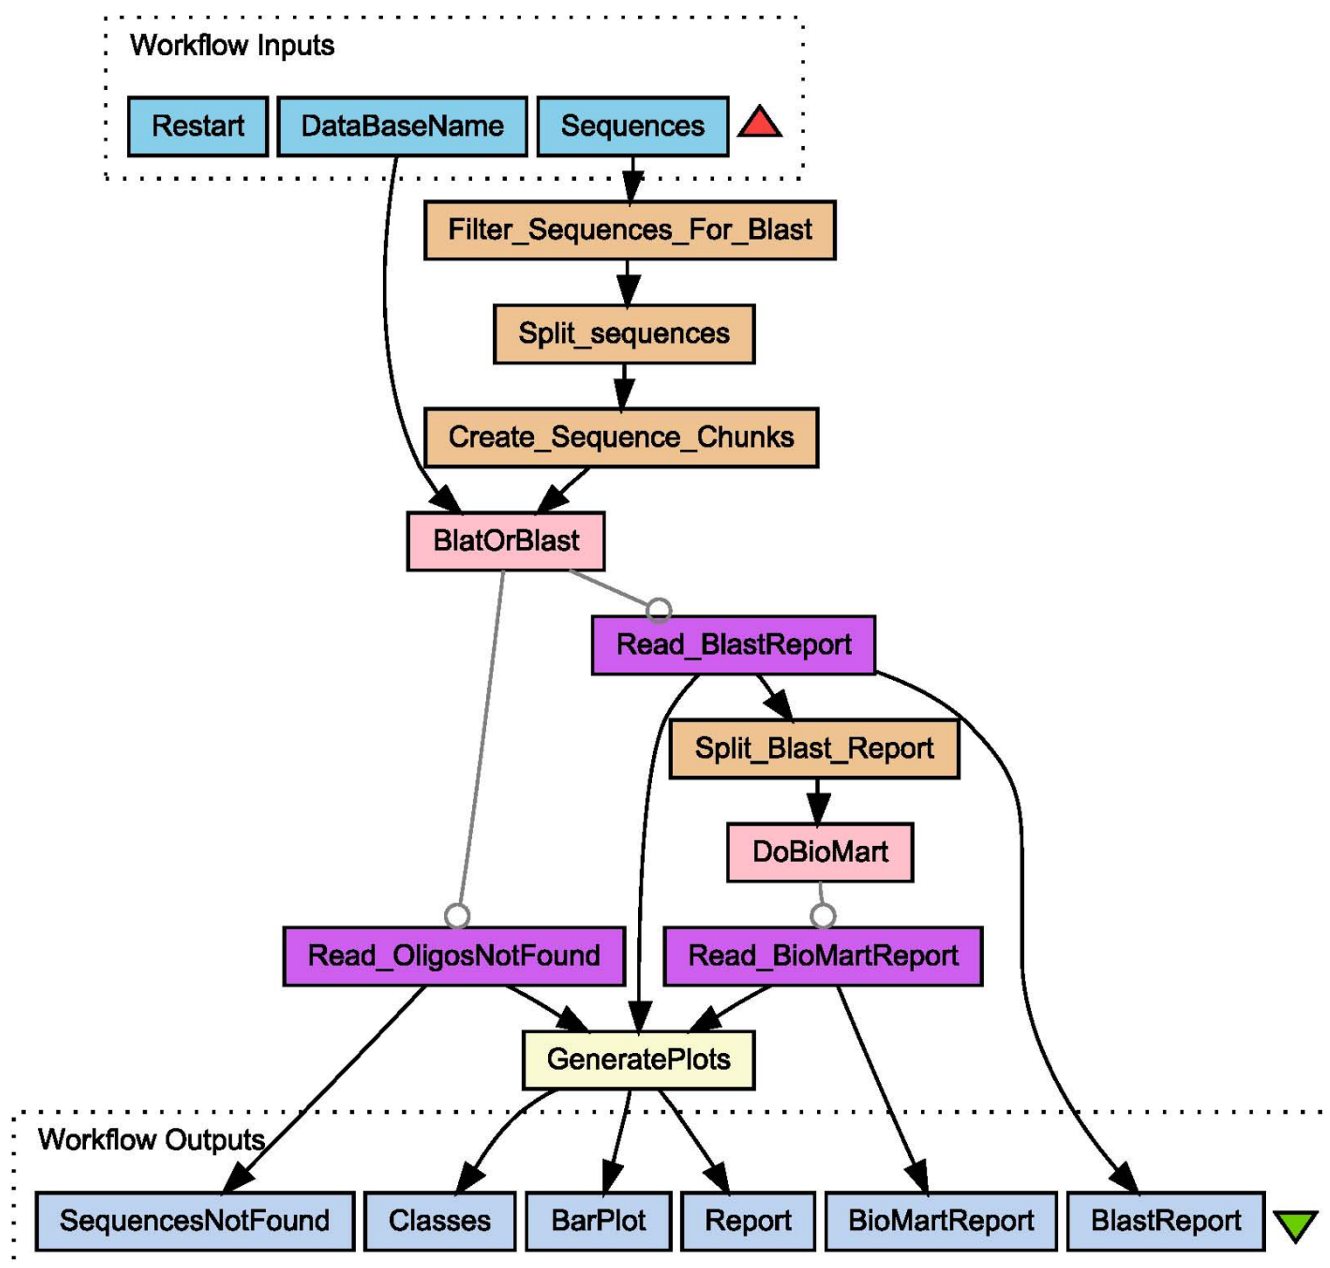 Workflow Inputs
Restart
DataBaseName
Sequences
Filter_Sequences_For_Blast
Split_sequences
Create_Sequence_Chunks
BlatOrBlast
Read_BlastReport
Split_Blast_Report
DoBioMart
Read_OligosNotFound
Read_BioMartReport
GeneratePlots
Workflow Outputs
SequencesNotFound
Classes
BarPlot
Report
BioMartReport
BlastReport